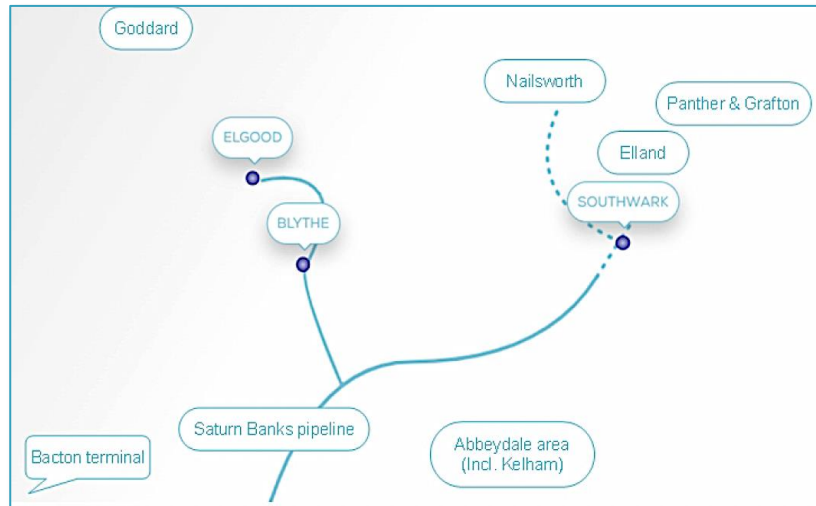 Goddard
Nailsworth
Panther & Grafton
ELGOOD
Elland
SOUTHWARK
BLYTHE
Saturn Banks pipeline
Abbeydale area
(Incl. Kelham)
Bacton terminal